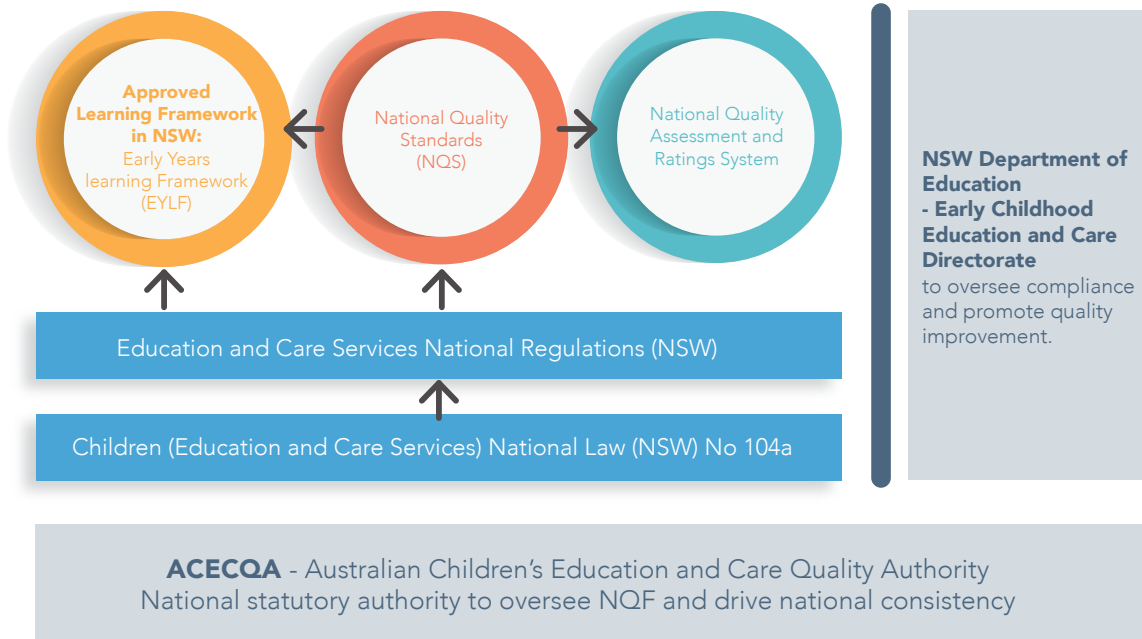 Approved
Learning Framework
in NSW:
Early Years
learning Framework
(EYLF)
National Quality
Standards
(NQS)
National Quality
Assessment and
Ratings System
NSW Department of
Education
- Early Childhood
Education and Care
Directorate
to oversee compliance
and promote quality
improvement.
Education and Care Services National Regulations (NSW)
Children (Education and Care Services) National Law (NSW) No 104a
ACECQA - Australian Children’s Education and Care Quality Authority
National statutory authority to oversee NQF and drive national consistency